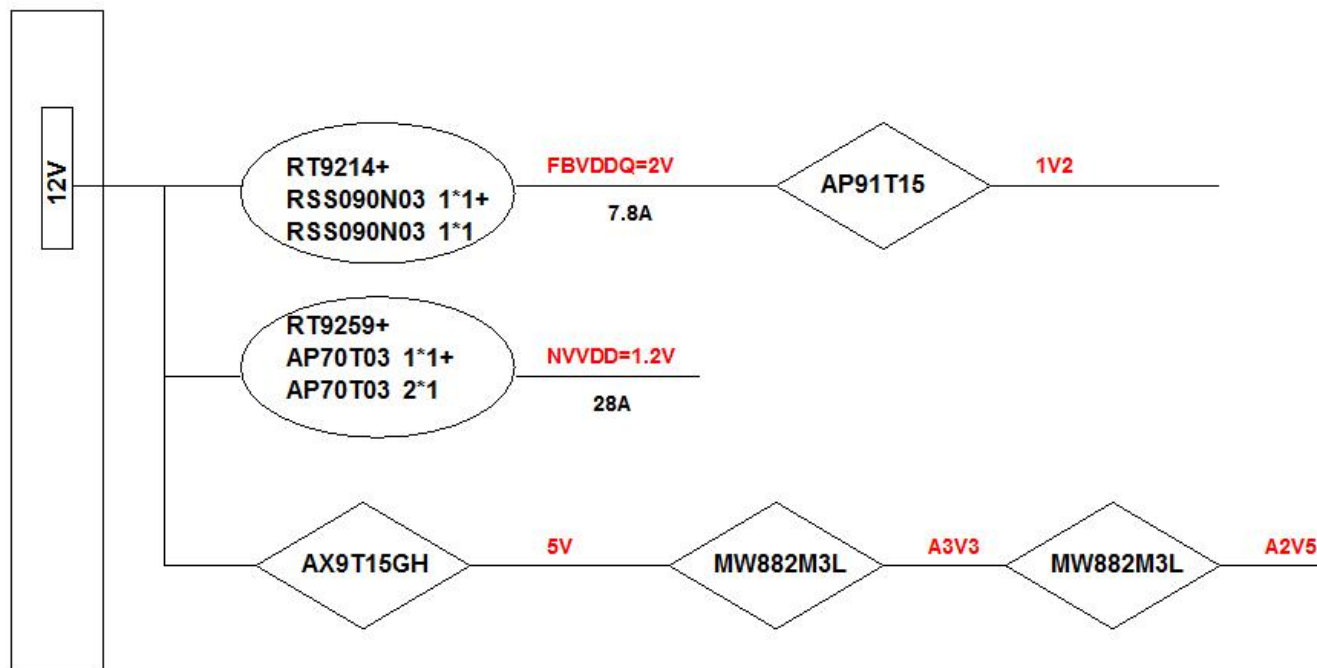 12V
RT9214+
RSS090N03 1*1+
RSS090N03 1*1
FBVDDQ=2V
7.8A
AP91T15
1V2
RT9259+
AP70T03 1*1+
AP70T03 2*1
NVVDD=1.2V
28A
AX9T15GH
5V
MW882M3L
A3V3
MW882M3L
A2V5